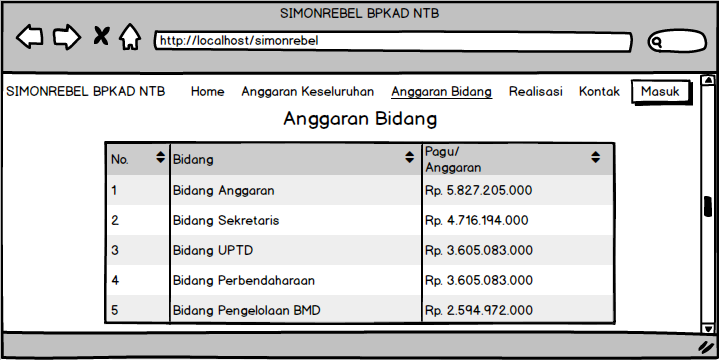 SIMONREBEL BPKAD NTB
http://localhost/simonrebel
SIMONREBEL BPKAD NTB Home Anggaran Keseluruhan Anggaran Bidang Realisasi Kontak Masuk
Anggaran Bidang
No. Bidang Pagu/
Anggaran
1 Bidang Anggaran Rp. 5.827.205.000
2 Bidang Sekretaris Rp. 4.716.194.000
3 Bidang UPTD Rp. 3.605.083.000
4 Bidang Perbendaharaan Rp. 3.605.083.000
5 Bidang Pengelolaan BMD Rp. 2.594.972.000